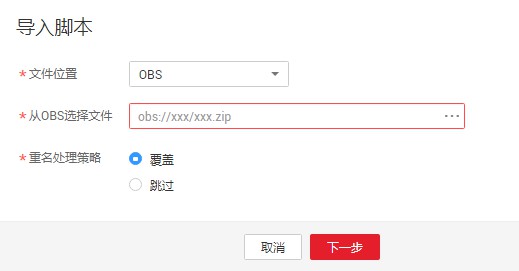 导入脚本
* 文件位置 OBS
* 从OBS选择文件 obs://xxx/xxx.zip ...
* 重名处理策略 覆盖
跳过
取消 下一步